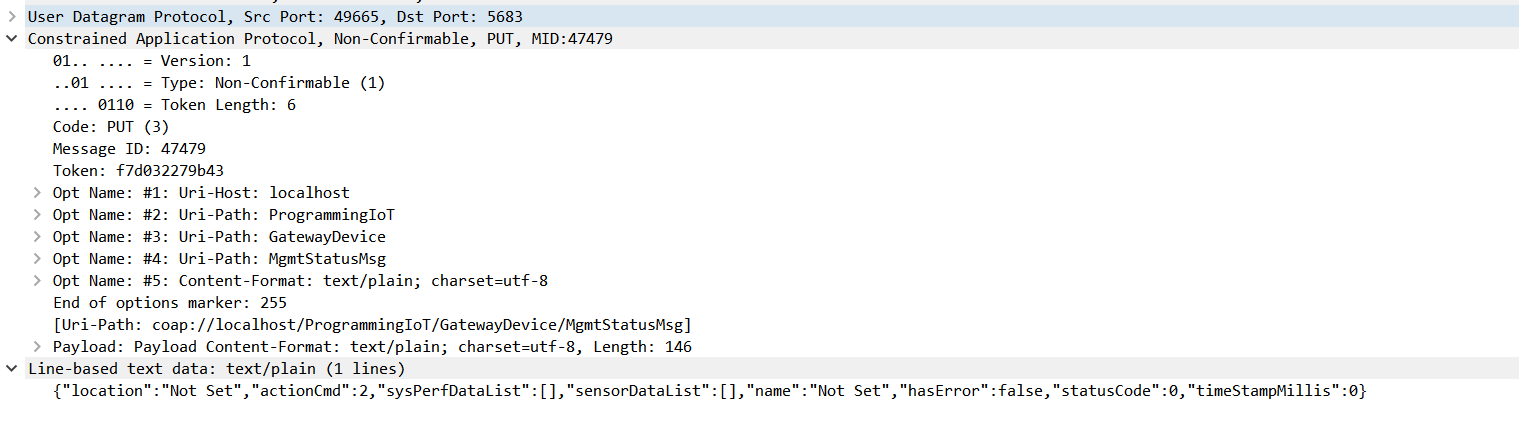 User Datagram Protocol, Src Port: 49665, Dst Port: 5683
Constrained Application Protocol, Non-Confirmable, PUT, MID:47479
01.. .... = Version: 1
..01 .... = Type: Non-Confirmable (1)
.... 0110 = Token Length: 6
Code: PUT (3)
Message ID: 47479
Token: f7d032279b43
Opt Name: #1: Uri-Host: localhost
Opt Name: #2: Uri-Path: ProgrammingIoT
Opt Name: #3: Uri-Path: GatewayDevice
Opt Name: #4: Uri-Path: MgmtStatusMsg
Opt Name: #5: Content-Format: text/plain; charset=utf-8
End of options marker: 255
[Uri-Path: coap://localhost/ProgrammingIoT/GatewayDevice/MgmtStatusMsg]
Payload: Payload Content-Format: text/plain; charset=utf-8, Length: 146
Line-based text data: text/plain (1 lines)
{"location":"Not Set","actionCmd":2,"sysPerfDataList":[],"sensorDataList":[],"name":"Not Set","hasError":false,"statusCode":0,"timeStampMillis":0}